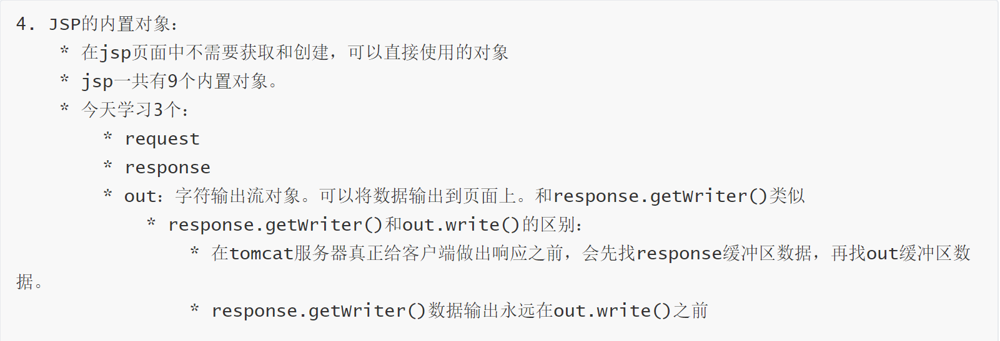 4. JSP的内置对象:
* 在jsp页面中不需要获取和创建，可以直接使用的对象
* jsp一共有9个内置对象。
* 今天学习3个:
* request
* response
* out：字符输出流对象。可以将数据输出到页面上。和response.getWriter()类似
* response.getWriter()和out.write()的区别:
* 在tomcat服务器真正给客户端做出响应之前，会先找response缓冲区数据，再找out缓冲区数
据。
* response.getWriter()数据输出永远在out.write()之前